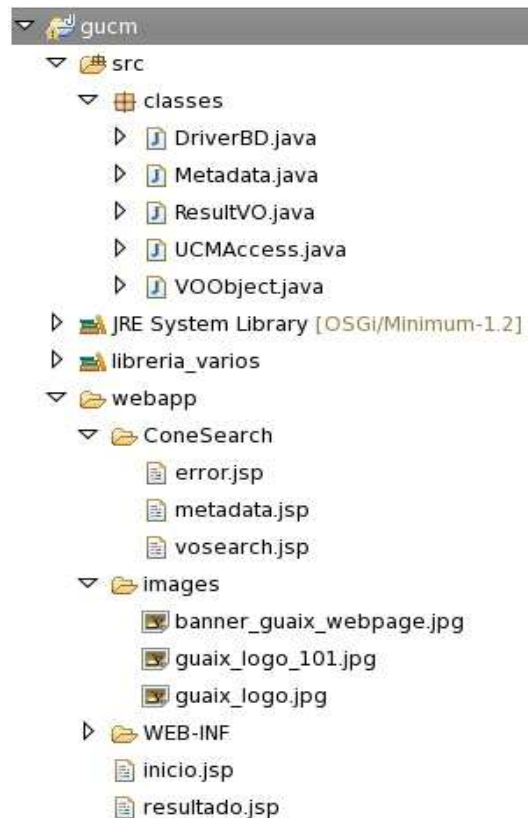 gucm
src
classes
DriverBD.java
Metadata.java
ResultVO.java
UCMAccess.java
VOObject.java
JRE System Library [OSGi/Minimum-1.2]
libreria_varios
webapp
ConeSearch
error.jsp
metadata.jsp
vosearch.jsp
images
banner_guaix_webpage.jpg
guaix_logo_101.jpg
guaix_logo.jpg
WEB-INF
inicio.jsp
resultado.jsp